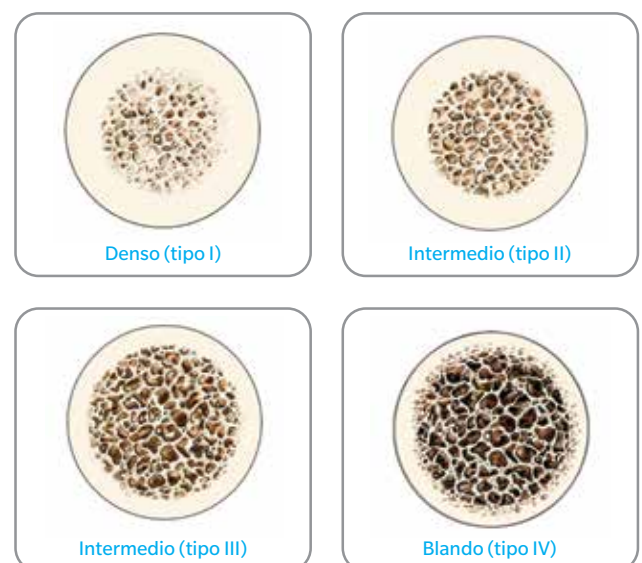 Denso (tipo I)
Intermedio (tipo II)
Intermedio (tipo III)
Blando (tipo IV)